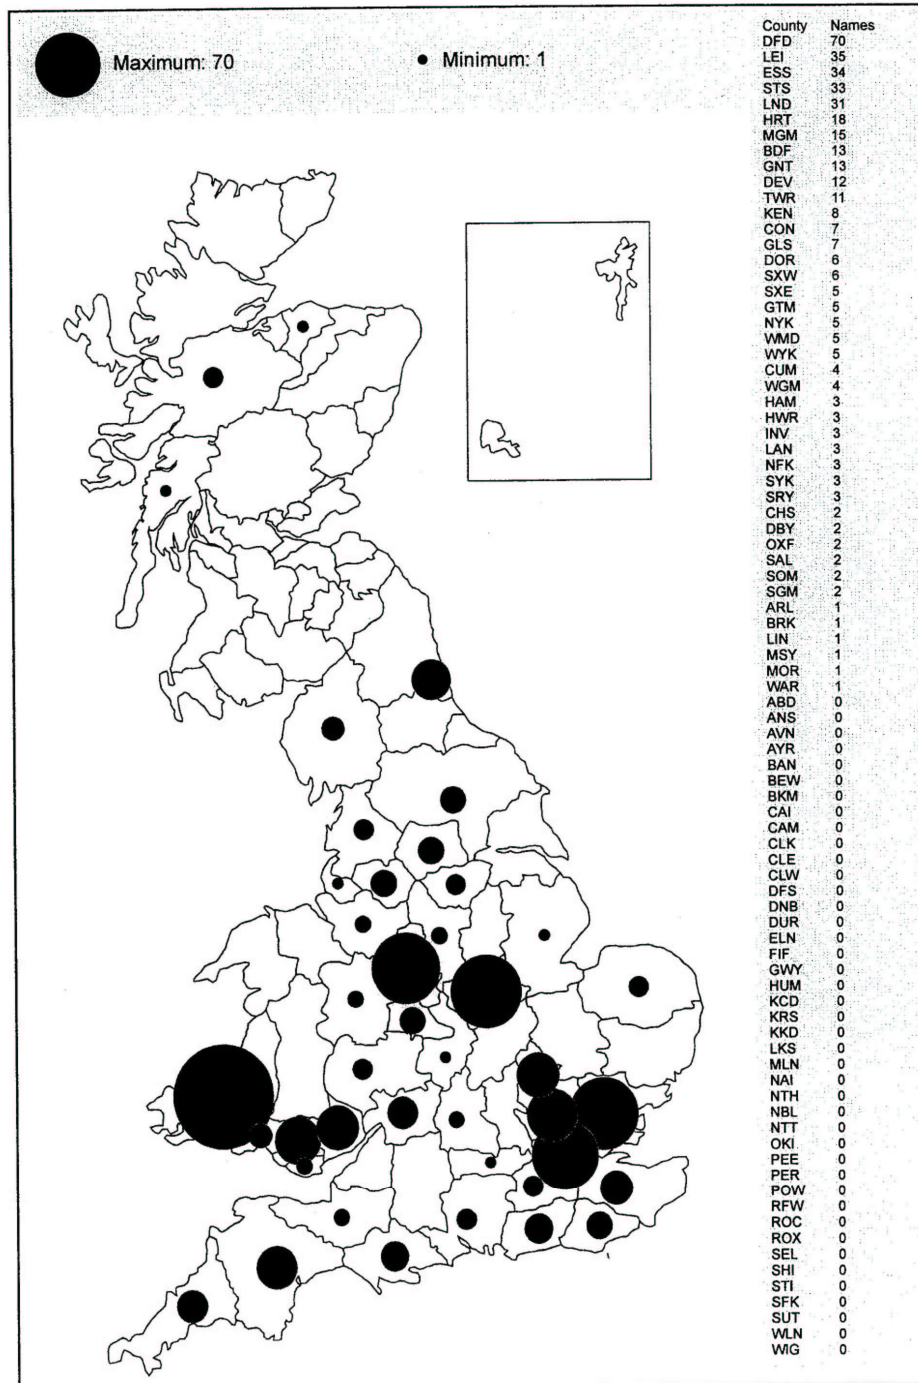 Maximum: 70
Minimum: 1
County Names
DFD 70
LEI 35
ESS 34
STS 33
LND 31
HRT 18
MGM 15
BDF 13
GNT 13
DEV 12
TWR 11
KEN 8
CON 7
GLS 7
DOR 6
SXW 6
SXE 5
GTM 5
NYK 5
WMD 5
WYK 5
CUM 4
WGM 4
HAM 3
HWR 3
INV 3
LAN 3
NFK 3
SYK 3
SRY 3
CHS 2
DBY 2
OXF 2
SAL 2
SOM 2
SGM 2
ARL 1
BRK 1
LIN 1
MSY 1
MOR 1
WAR 1
ABD 0
ANS 0
AVN 0
AYR 0
BAN 0
BEW 0
BKM 0
CAI 0
CAM 0
CLK 0
CLE 0
CLW 0
DFS 0
DNB 0
DUR 0
ELN 0
FIF 0
GWY 0
HUM 0
KCD 0
KRS 0
KKD 0
LKS 0
MLN 0
NAI 0
NTH 0
NBL 0
NTT 0
OKI 0
PEE 0
PER 0
POW 0
RFW 0
ROC 0
ROX 0
SEL 0
SHI 0
STI 0
SFK 0
SUT 0
WLN 0
WIG 0